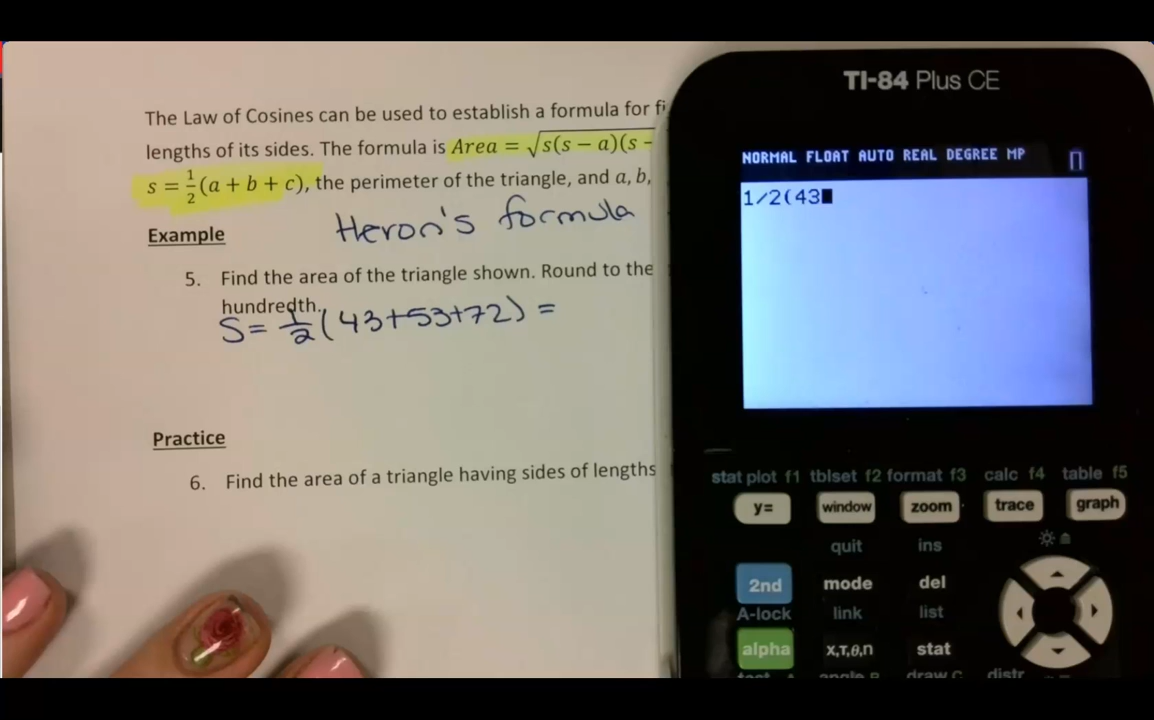 The Law of Cosines can be used to establish a formula for fi
lengths of its sides. The formula is Area = √s(s − a)(s −
s = 1/2(a + b + c), the perimeter of the triangle, and a, b,
Heron's formula
Example
5. Find the area of the triangle shown. Round to the
hundredth.
S= 1/2(43+53+72) =
Practice
6. Find the area of a triangle having sides of lengths
TI-84 Plus CE
NORMAL FLOAT AUTO REAL DEGREE MP
1/2(43
stat plot f1 tblset f2 format f3 calc f4 table f5
y= window zoom trace graph
quit ins
2nd mode del
A-lock link list
alpha X,T,θ,n stat
test A angle B draw C distr